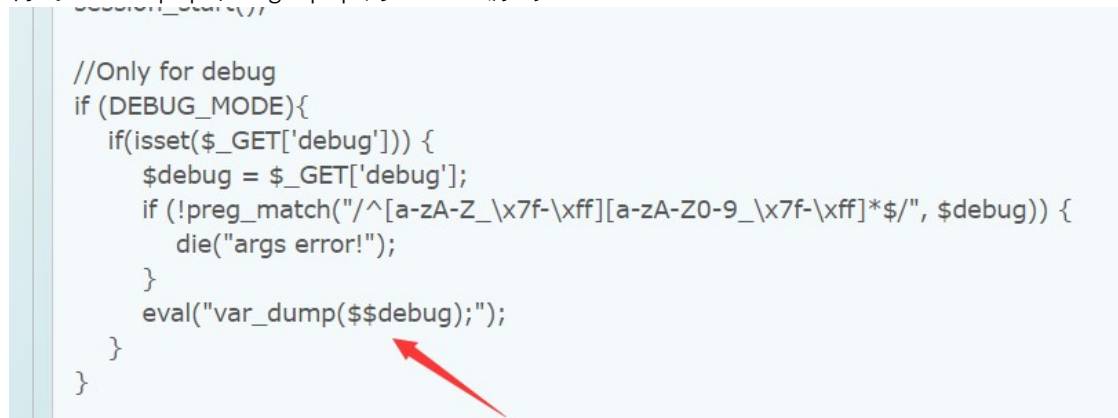 session_start();
//Only for debug
if (DEBUG_MODE){
if(isset($_GET['debug'])) {
$debug = $_GET['debug'];
if (!preg_match("/^[a-zA-Z_\x7f-\xff][a-zA-Z0-9_\x7f-\xff]*$/", $debug)) {
die("args error!");
}
eval("var_dump($$debug);");
}
}